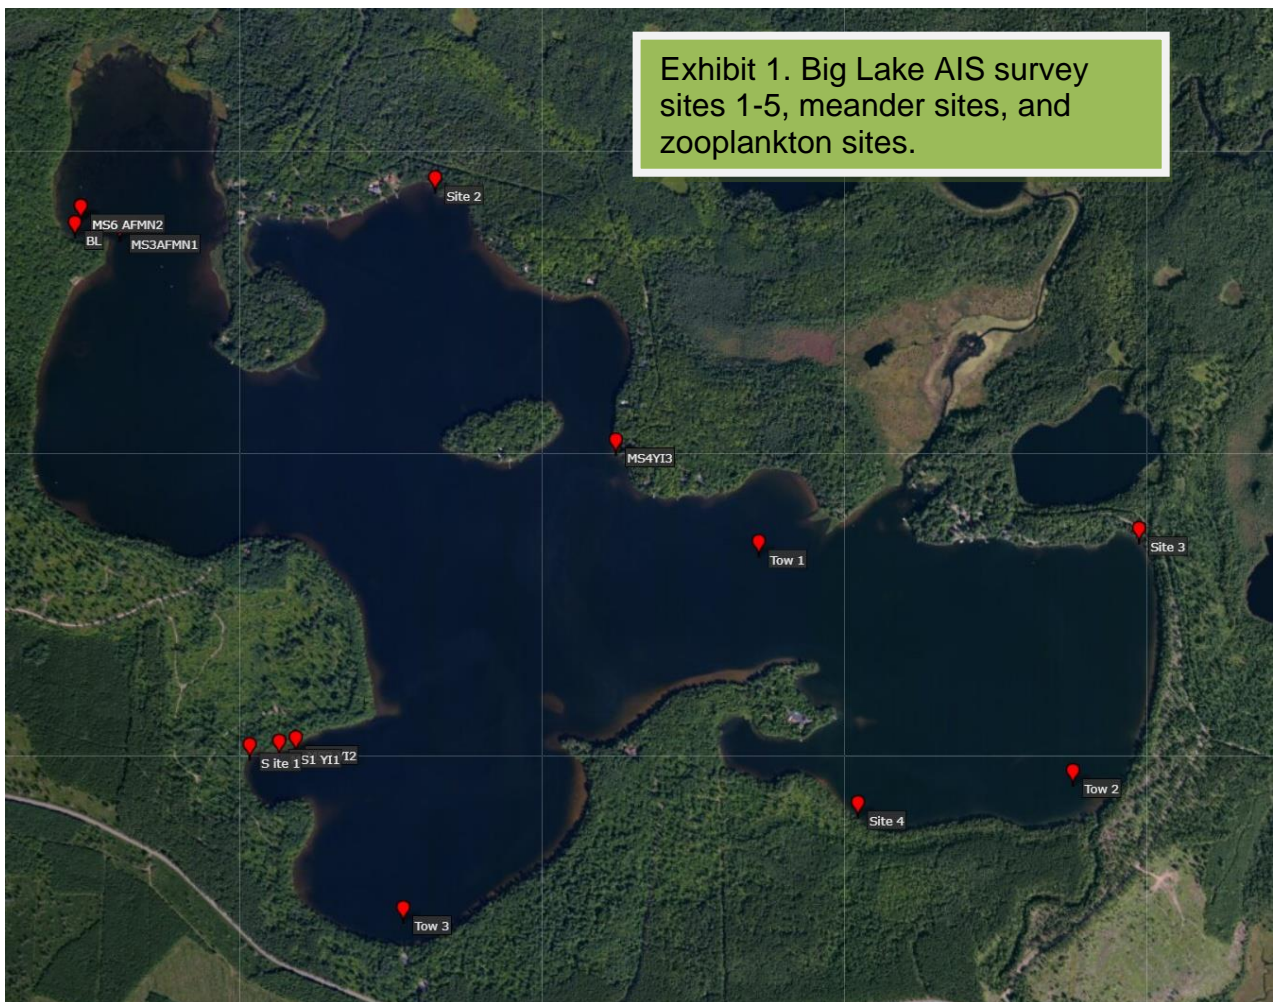 Exhibit 1. Big Lake AIS survey
sites 1-5, meander sites, and
zooplankton sites.
Site 2
MS6 AFMN2
BL
MS3AFMN1
MS4YI3
Site 3
Tow 1
S ite 1
S1 YI1
Tow 2
Site 4
Tow 3